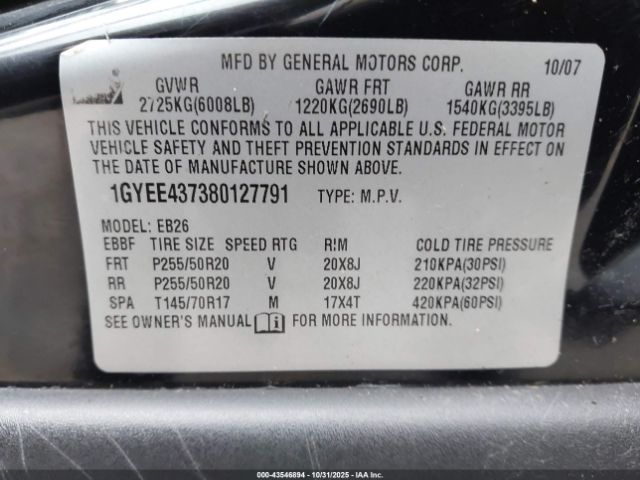 MFD BY GENERAL MOTORS CORP. 10/07
GVWR GAWR FRT GAWR RR
2725KG(6008LB) 1220KG(2690LB) 1540KG(3395LB)
THIS VEHICLE CONFORMS TO ALL APPLICABLE U.S. FEDERAL MOTOR
VEHICLE SAFETY AND THEFT PREVENTION STANDARDS IN EFFECT ON
THE DATE OF MANUFACTURE SHOWN ABOVE.
1GYEE437380127791 TYPE: M.P.V.
MODEL: EB26
EBBF TIRE SIZE SPEED RTG RIM COLD TIRE PRESSURE
FRT P255/50R20 V 20X8J 210KPA(30PSI)
RR P255/50R20 V 20X8J 220KPA(32PSI)
SPA T145/70R17 M 17X4T 420KPA(60PSI)
SEE OWNER'S MANUAL FOR MORE INFORMATION.
000-43546894 - 10/31/2025 - IAAI.COM